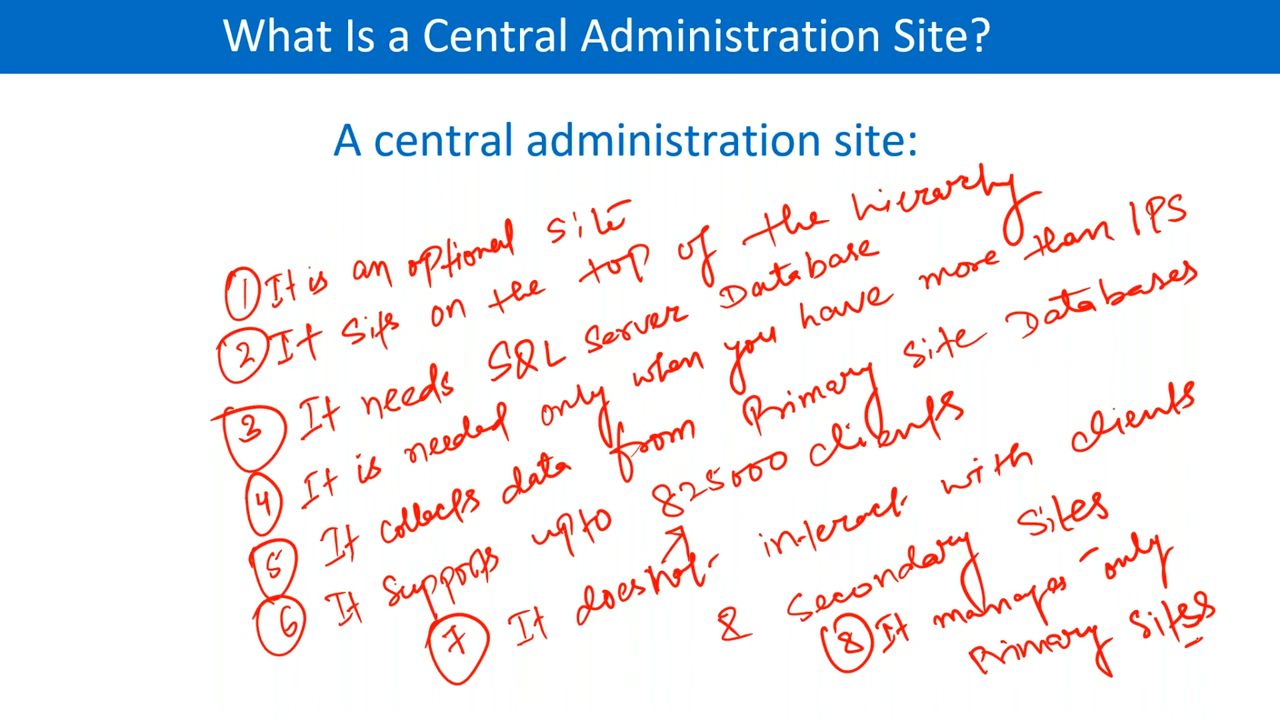 What Is a Central Administration Site?
A central administration site:
① It is an optional site
② It sits on the top of the hierarchy
③ It needs SQL Server Database
④ It is needed only when you have more than 1PS
⑤ It collects data from Primary site Databases
⑥ It supports upto 825000 clients
⑦ It does not interact with clients
& secondary sites
⑧ It manages only
Primary sites